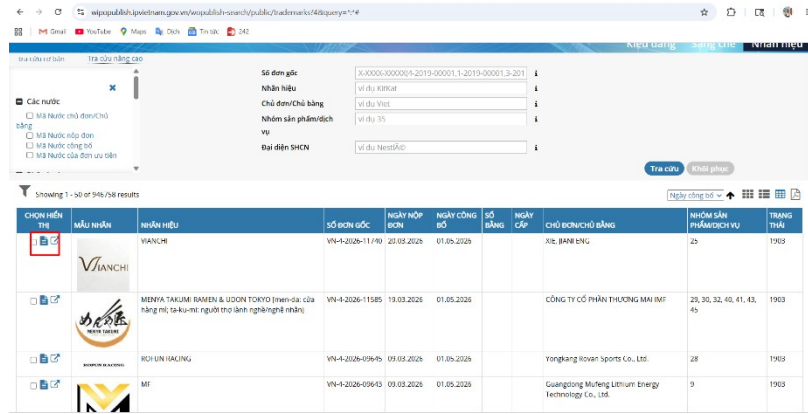 wipopublish.ipvietnam.gov.vn/wopublish-search/public/trademarks?4&query=*:*#
Gmail YouTube Maps Dịch Tin tức 242
Kiểu dáng Sáng chế Nhãn hiệu
Tra cứu cơ bản Tra cứu nâng cao
Các nước
Mã Nước chủ đơn/Chủ
bằng
Mã Nước nộp đơn
Mã Nước công bố
Mã Nước của đơn ưu tiên
Số đơn gốc X-XXXX-XXXXX(4-2019-00001,1-2019-00001,3-201
Nhãn hiệu ví dụ KitKat
Chủ đơn/Chủ bằng ví dụ Viet
Nhóm sản phẩm/dịch ví dụ 35
vụ
Đại diện SHCN ví dụ NestlÃ©
Tra cứu Khôi phục
Showing 1 - 50 of 946758 results
Ngày công bố
CHỌN HIỂN THỊ MẪU NHÃN NHÃN HIỆU SỐ ĐƠN GỐC NGÀY NỘP ĐƠN NGÀY CÔNG BỐ SỐ BẰNG NGÀY CẤP CHỦ ĐƠN/CHỦ BẰNG NHÓM SẢN PHẨM/DỊCH VỤ TRẠNG THÁI
VIANCHI VN-4-2026-11740 20.03.2026 01.05.2026 XIE, JIANFENG 25 1903
VIANCHI
MENYA TAKUMI RAMEN & UDON TOKYO [men-da: cửa VN-4-2026-11585 19.03.2026 01.05.2026 CÔNG TY CỔ PHẦN THƯƠNG MẠI IMF 29, 30, 32, 40, 41, 43, 1903
hàng mì; ta-ku-mi: người thợ lành nghề/nghệ nhân] 45
MENYA TAKUMI
ROFUN RACING VN-4-2026-09645 09.03.2026 01.05.2026 Yongkang Rovan Sports Co., Ltd. 28 1903
ROFUN RACING
MF VN-4-2026-09643 09.03.2026 01.05.2026 Guangdong Mufeng Lithium Energy 9 1903
Technology Co., Ltd.